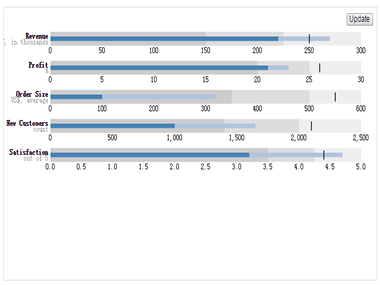 Update
Revenue
, in thousands
0 50 100 150 200 250 300
Profit
%
0 5 10 15 20 25 30
Order Size
US$, average
0 100 200 300 400 500 600
New Customers
count
0 500 1,000 1,500 2,000 2,500
Satisfaction
out of 5
0.0 0.5 1.0 1.5 2.0 2.5 3.0 3.5 4.0 4.5 5.0